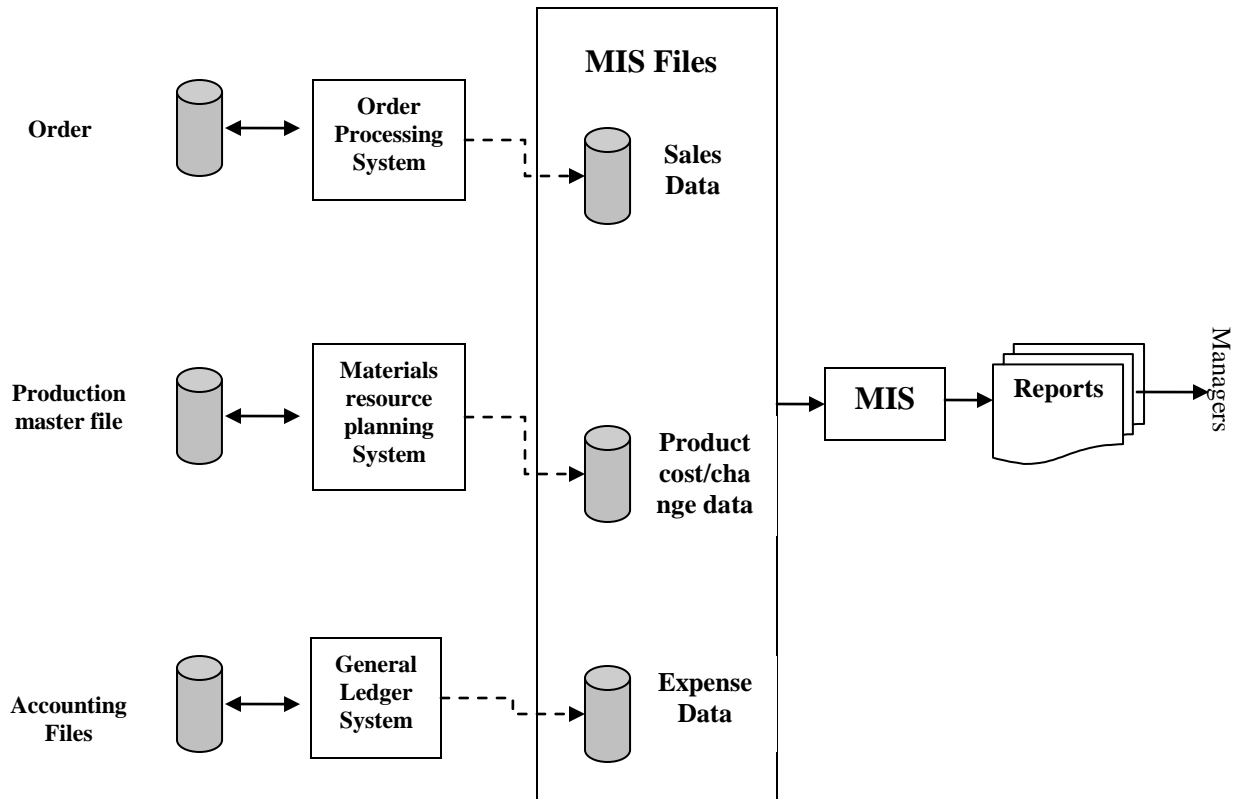 MIS Files
Order
Order
Processing
System
Sales
Data
Production
master file
Materials
resource
planning
System
Product
cost/cha
nge data
MIS
Reports
Managers
Accounting
Files
General
Ledger
System
Expense
Data